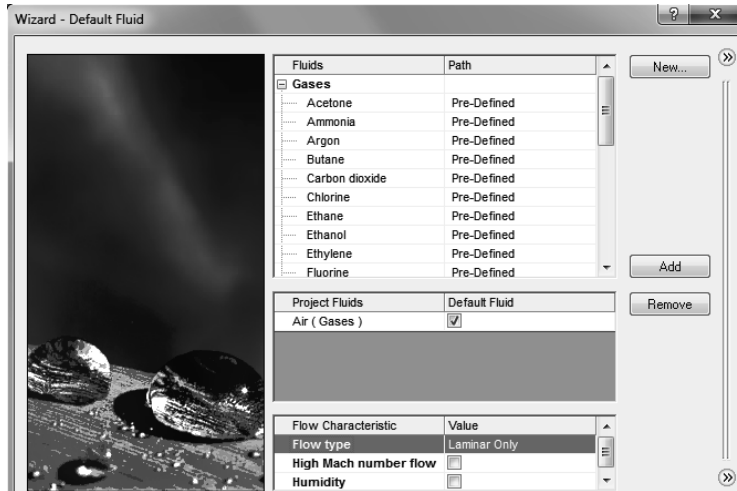 Wizard - Default Fluid
Fluids Path
Gases
Acetone Pre-Defined
Ammonia Pre-Defined
Argon Pre-Defined
Butane Pre-Defined
Carbon dioxide Pre-Defined
Chlorine Pre-Defined
Ethane Pre-Defined
Ethanol Pre-Defined
Ethylene Pre-Defined
Fluorine Pre-Defined
New...
Add
Project Fluids Default Fluid
Air ( Gases )
Remove
Flow Characteristic Value
Flow type Laminar Only
High Mach number flow
Humidity